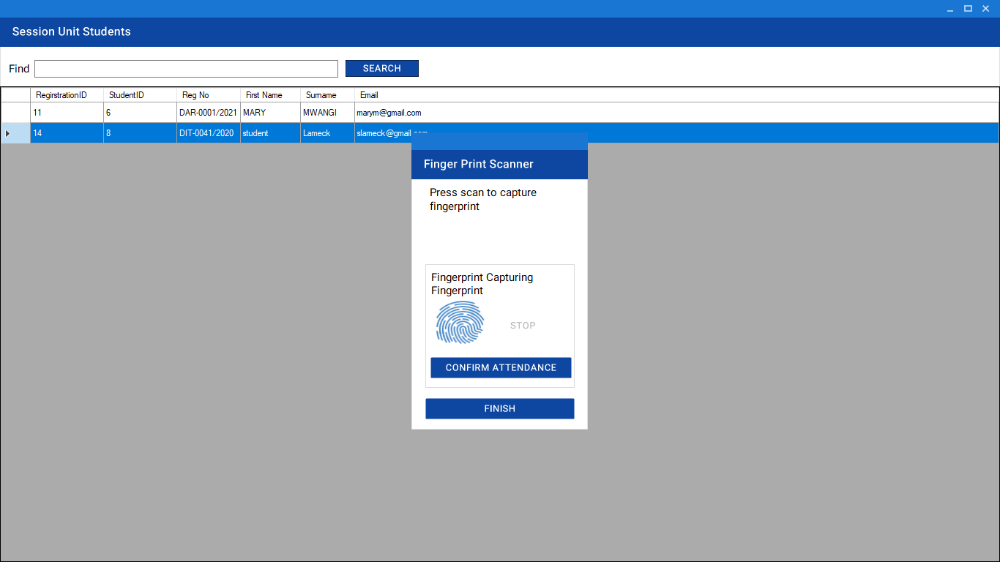 Session Unit Students
Find
SEARCH
RegirstrationID StudentID Reg No First Name Surname Email
11 6 DAR-0001/2021 MARY MWANGI marym@gmail.com
14 8 DIT-0041/2020 student Lameck slameck@gmail
Finger Print Scanner
Press scan to capture
fingerprint
Fingerprint Capturing
Fingerprint
STOP
CONFIRM ATTENDANCE
FINISH